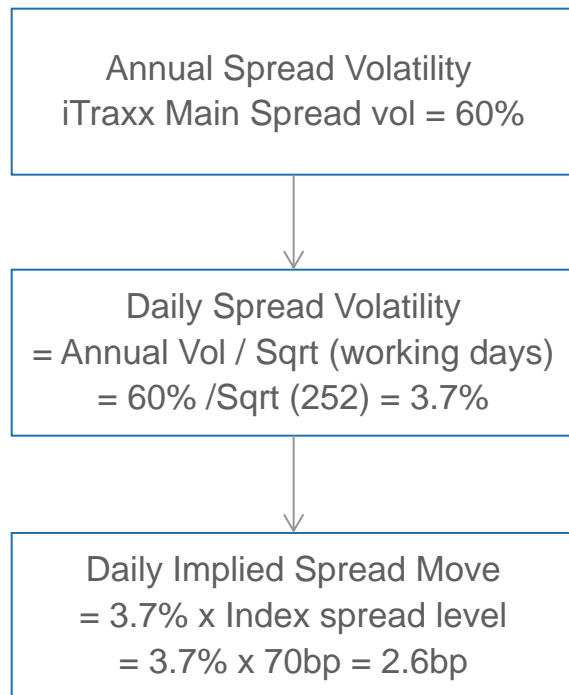 Annual Spread Volatility
iTraxx Main Spread vol = 60%
Daily Spread Volatility
= Annual Vol / Sqrt (working days)
= 60% /Sqrt (252) = 3.7%
Daily Implied Spread Move
= 3.7% x Index spread level
= 3.7% x 70bp = 2.6bp